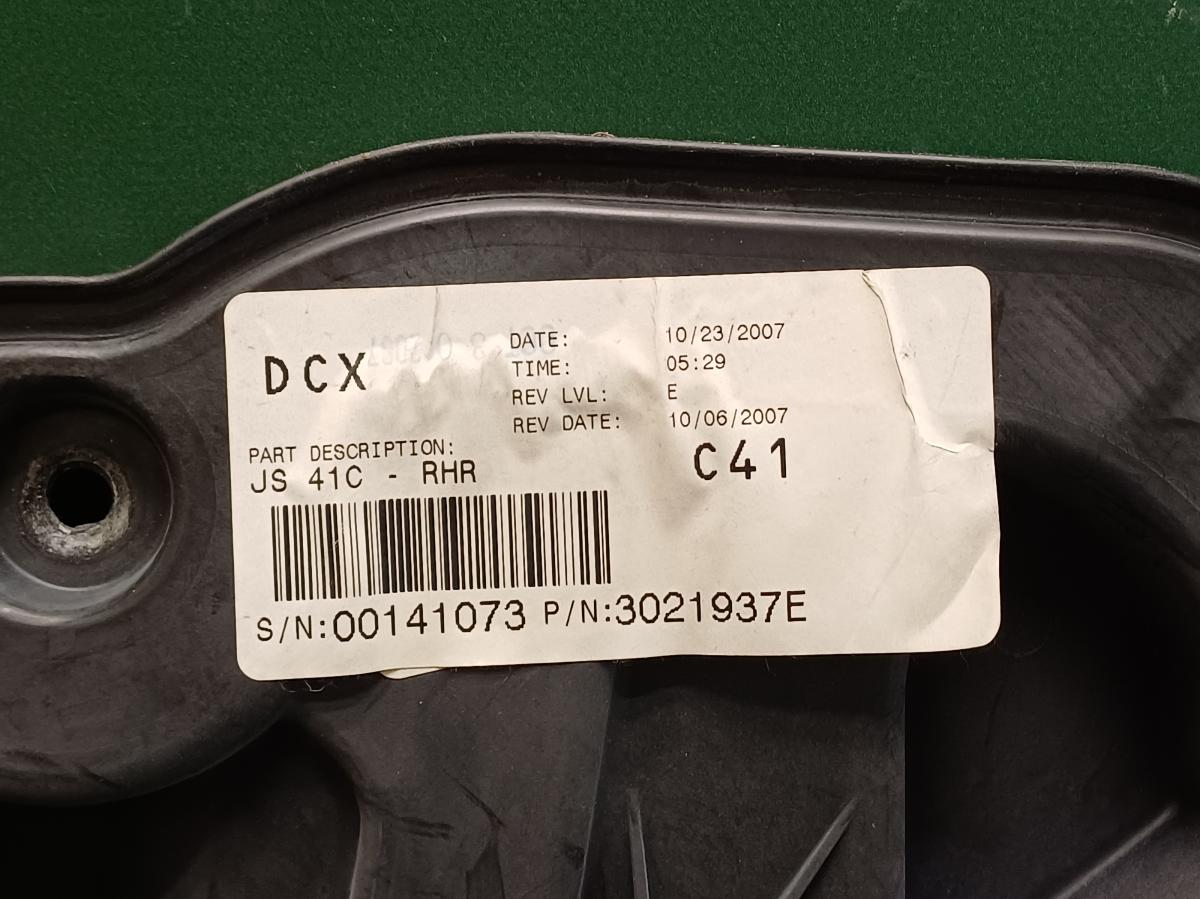 DCX
DATE: 10/23/2007
TIME: 05:29
REV LVL: E
REV DATE: 10/06/2007
PART DESCRIPTION:
JS 41C - RHR
C41
S/N:00141073 P/N:3021937E